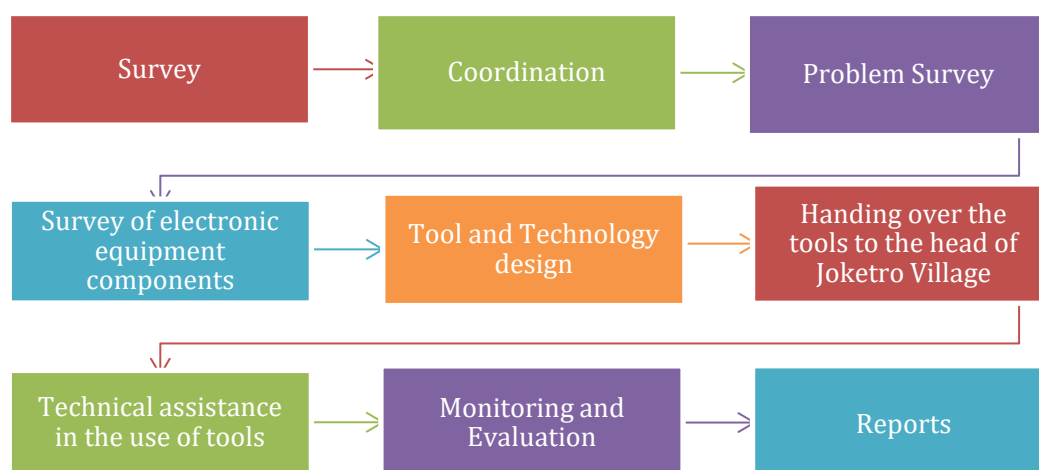 Survey
Coordination
Problem Survey
Survey of electronic
equipment
components
Tool and Technology
design
Handing over the
tools to the head of
Joketro Village
Technical assistance
in the use of tools
Monitoring and
Evaluation
Reports